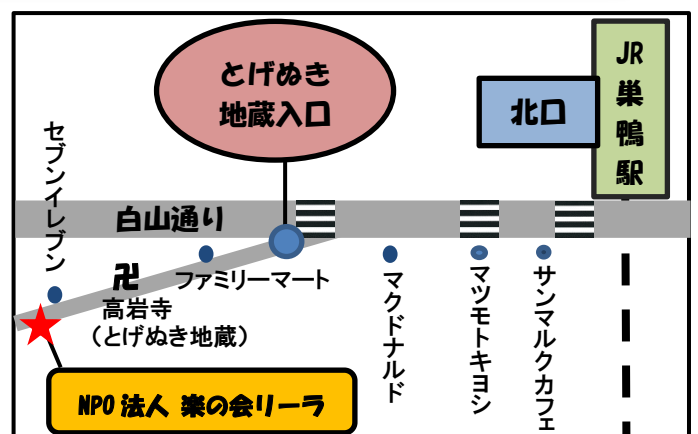 とげぬき
地蔵入口
北口
JR
巣鴨駅
セブンイレブン
白山通り
卍
高岩寺
(とげぬき地蔵)
ファミリーマート
マクドナルド
マツモトキヨシ
サンマルクカフェ
NPO法人 楽の会リーラ